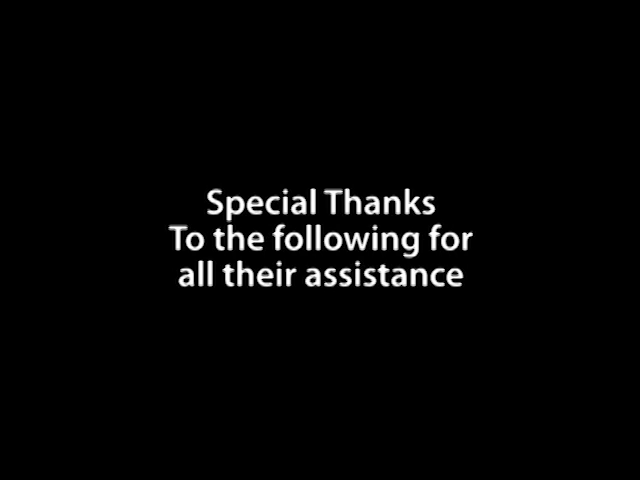 Special Thanks
To the following for
all their assistance